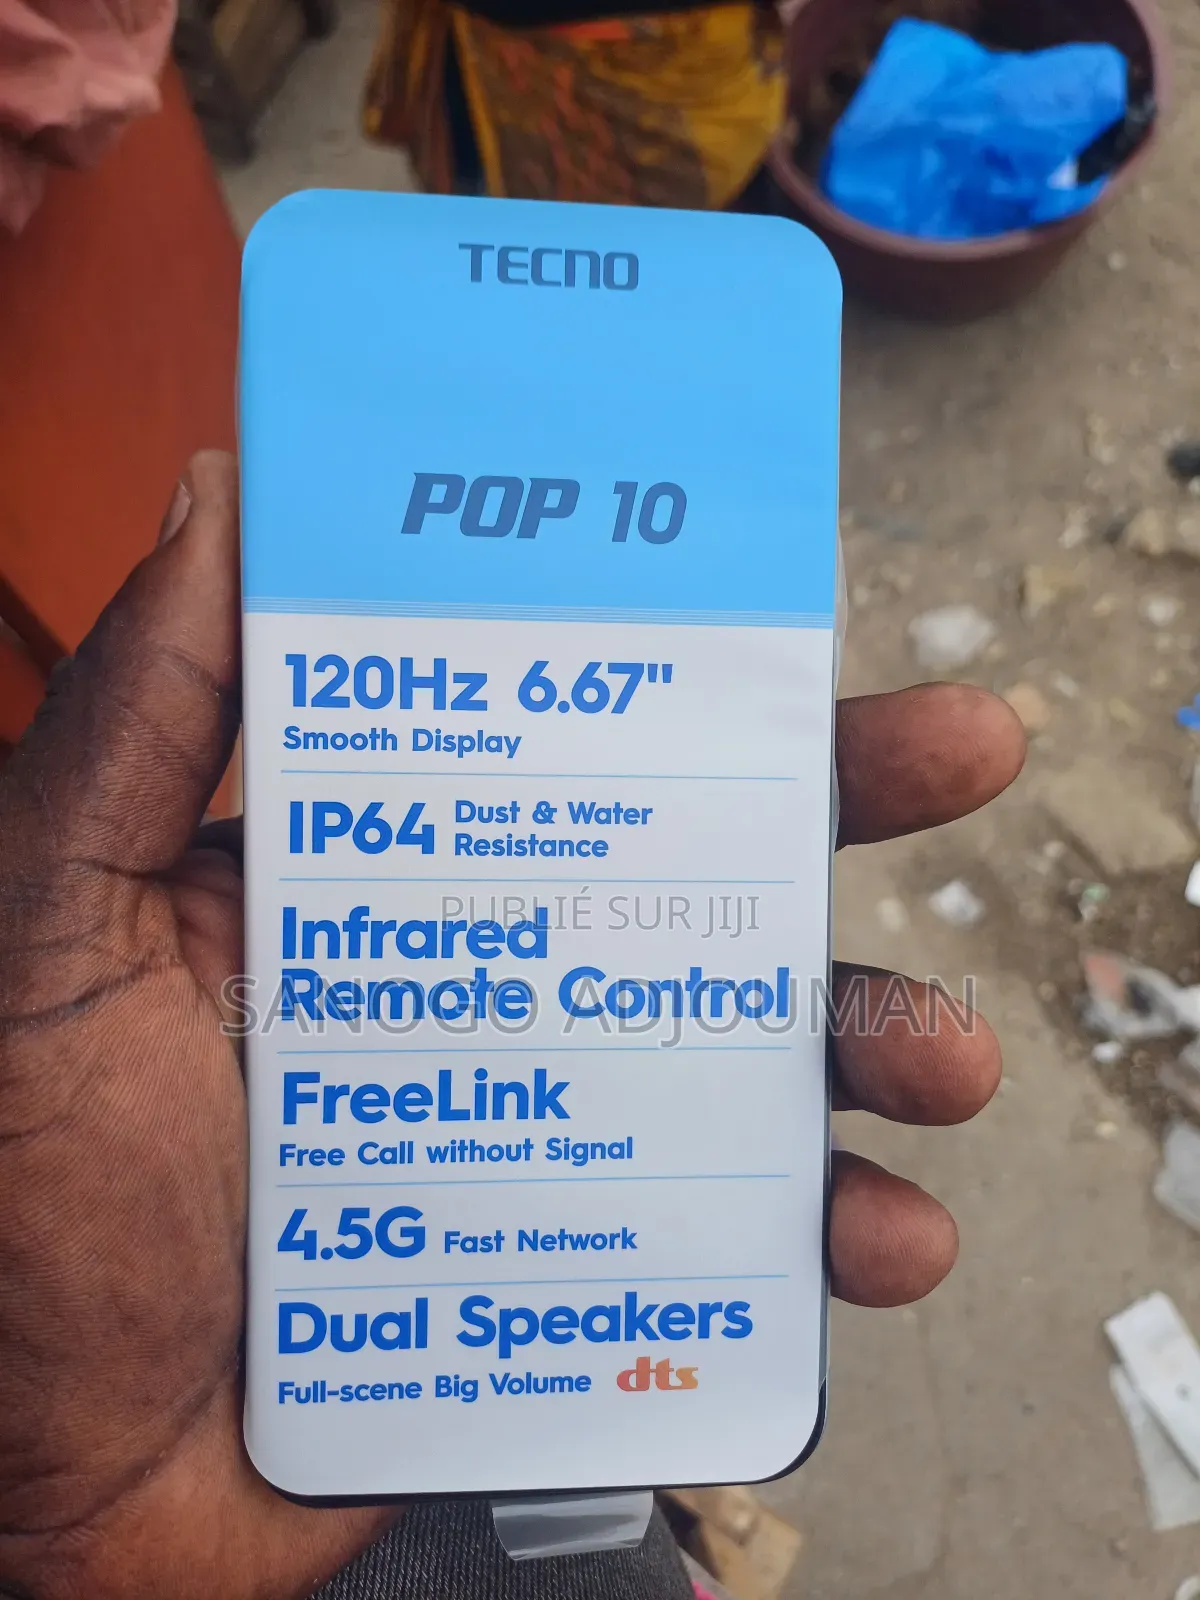 TECNO
POP 10
120Hz 6.67"
Smooth Display
IP64 Dust & Water
Resistance
PUBLIÉ SUR JIJI
Infrared
Remote Control
SANOGO ADJOUMAN
FreeLink
Free Call without Signal
4.5G Fast Network
Dual Speakers
Full-scene Big Volume dts